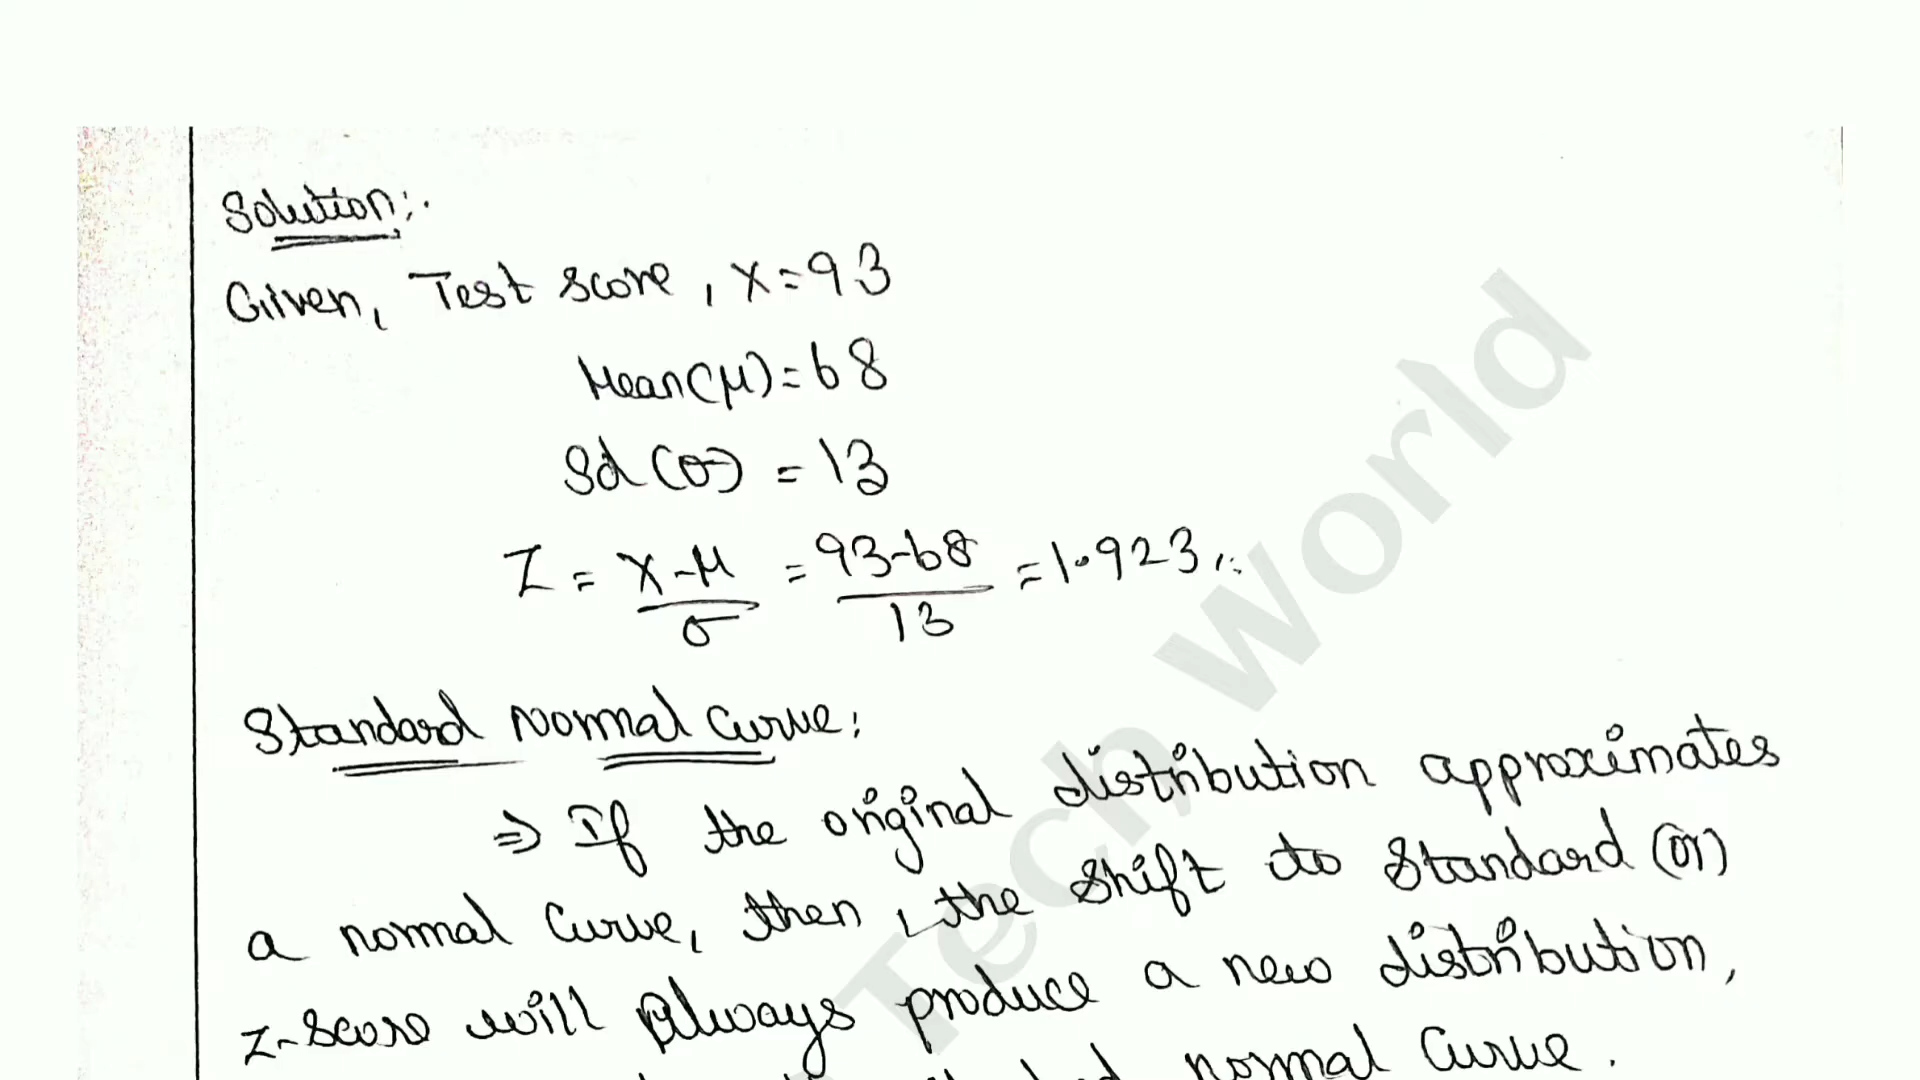 Solution:.
Given, Test score, X=93
Mean(μ)=68
Sd (σ) = 13
Z = X-μ/σ = 93-68/13 = 1.923 //.
Standard Normal Curve:
⇒ If the original distribution approximates
a normal Curve, then, the shift to Standard (or)
z-score will always produce a new distribution,
normal Curve.
Tech World